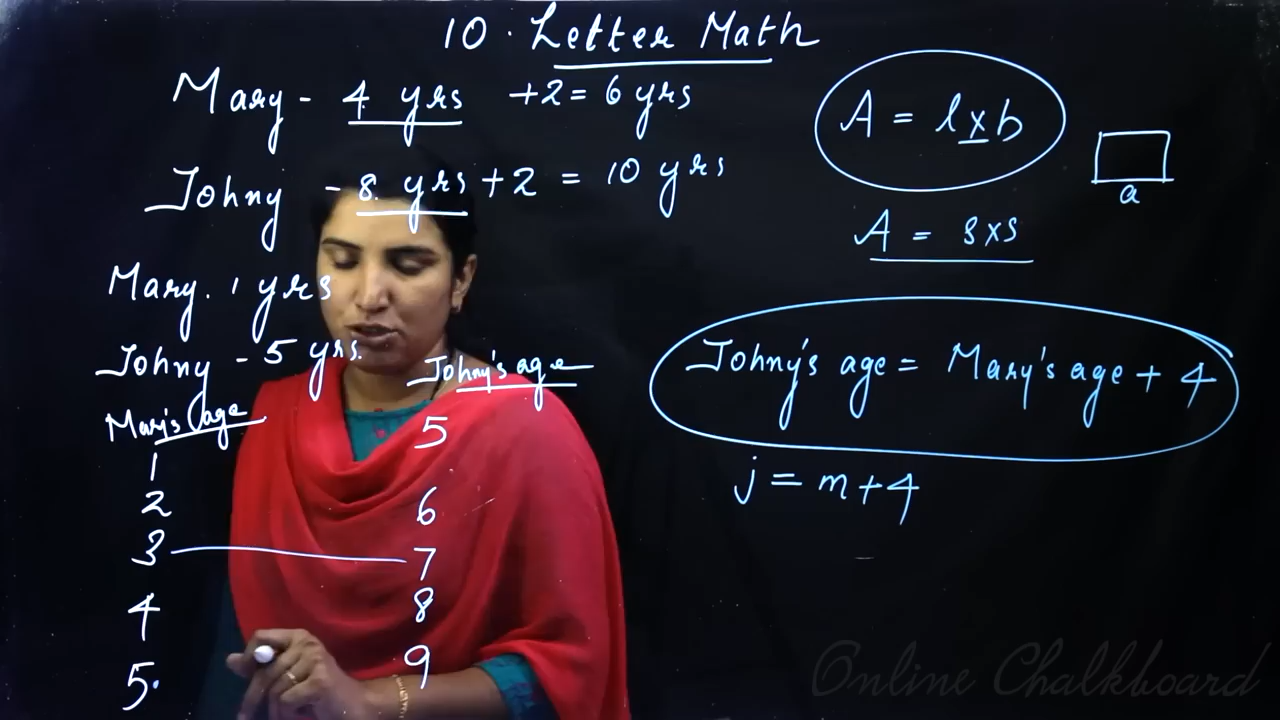 10. Letter Math
Mary - 4 yrs +2 = 6 yrs
Johny - 8 yrs + 2 = 10 yrs
Mary. 1 yrs
Johny - 5 yrs.
Mary's age Johny's age
1 5
2 6
3 7
4 8
5. 9
A = l x b
a
A = s x s
Johny's age = Mary's age + 4
j = m + 4
Online Chalkboard